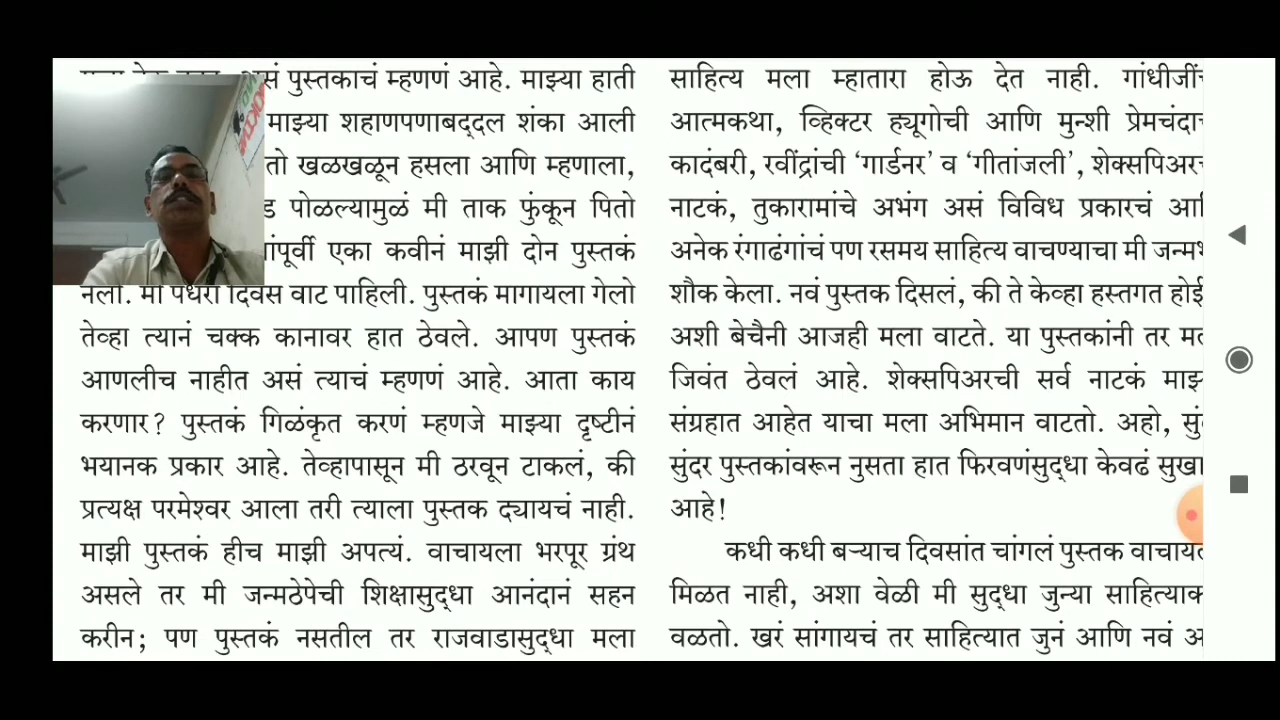 असं पुस्तकाचं म्हणणं आहे. माझ्या हाती
माझ्या शहाणपणाबद्दल शंका आली
तो खळखळून हसला आणि म्हणाला,
पोळल्यामुळं मी ताक फुंकून पितो
एका कवीनं माझी दोन पुस्तकं
नेली. मी पंधरा दिवस वाट पाहिली. पुस्तकं मागायला गेलो
तेव्हा त्यानं चक्क कानावर हात ठेवले. आपण पुस्तकं
आणलीच नाहीत असं त्याचं म्हणणं आहे. आता काय
करणार? पुस्तकं गिळंकृत करणं म्हणजे माझ्या दृष्टीनं
भयानक प्रकार आहे. तेव्हापासून मी ठरवून टाकलं, की
प्रत्यक्ष परमेश्वर आला तरी त्याला पुस्तक द्यायचं नाही.
माझी पुस्तकं हीच माझी अपत्यं. वाचायला भरपूर ग्रंथ
असले तर मी जन्मठेपेची शिक्षासुद्धा आनंदानं सहन
करीन; पण पुस्तकं नसतील तर राजवाडासुद्धा मला
साहित्य मला म्हातारा होऊ देत नाही.
आत्मकथा, व्हिक्टर ह्यूगोची आणि मुन्शी
कादंबरी, रवींद्रांची ‘गार्डनर’ व ‘गीतांजली’,
नाटकं, तुकारामांचे अभंग असं विविध प्रकारचं
अनेक रंगाढंगांचं पण रसमय साहित्य वाचण्याचा मी
शौक केला. नवं पुस्तक दिसलं, की ते केव्हा हस्तगत
अशी बेचैनी आजही मला वाटते. या पुस्तकांनी तर
जिवंत ठेवलं आहे. शेक्सपिअरची सर्व नाटकं
संग्रहात आहेत याचा मला अभिमान वाटतो. अहो,
सुंदर पुस्तकांवरून नुसता हात फिरवणंसुद्धा केवढं
आहे!
कधी कधी बऱ्याच दिवसांत चांगलं पुस्तक
मिळत नाही, अशा वेळी मी सुद्धा जुन्या
वळतो. खरं सांगायचं तर साहित्यात जुनं आणि नवं